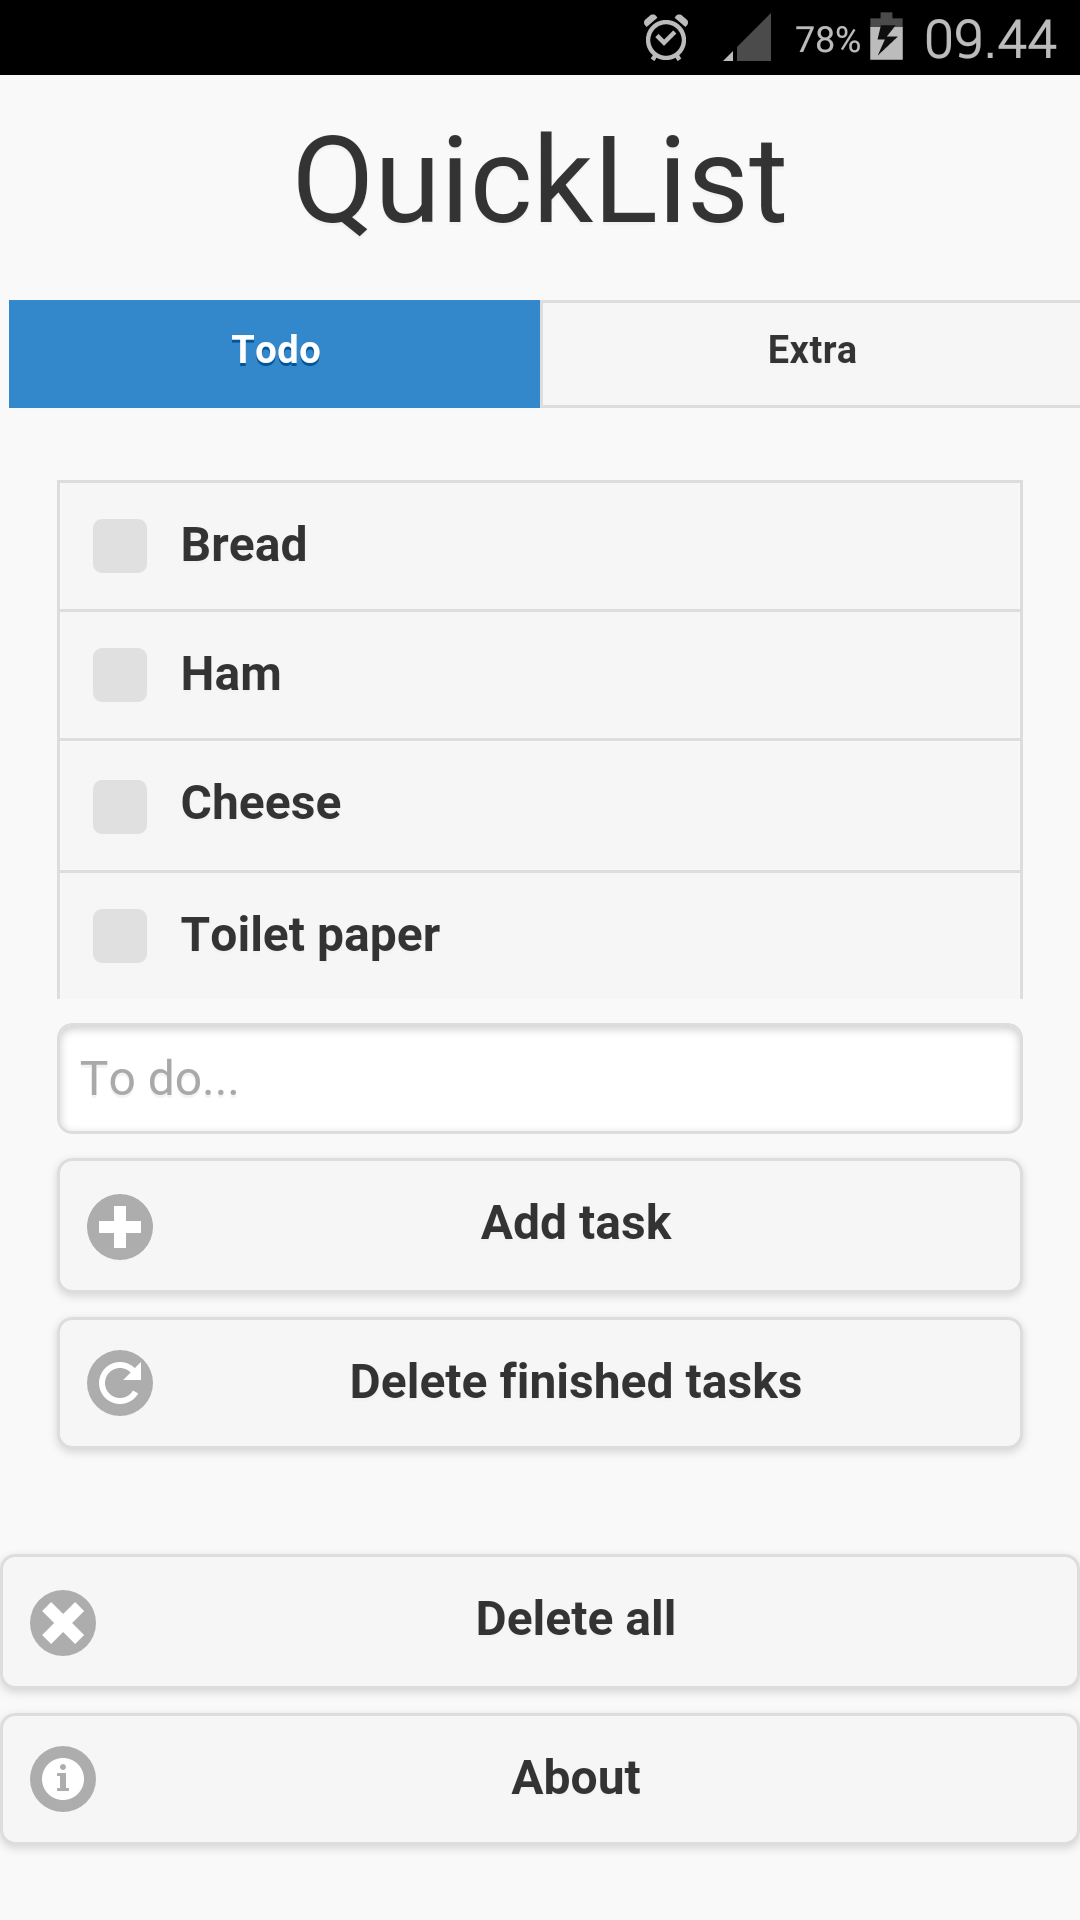 78% 09.44
QuickList
Todo Extra
Bread
Ham
Cheese
Toilet paper
To do...
Add task
Delete finished tasks
Delete all
About